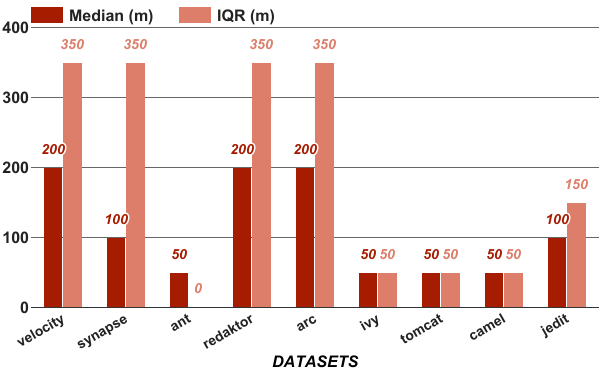 Median (m) IQR (m)
400
350 350 350 350
300
200 200 200
200
150
100 100
100
50 50 50 50 50 50 50
0
0
velocity synapse ant redaktor arc ivy tomcat camel jedit
DATASETS